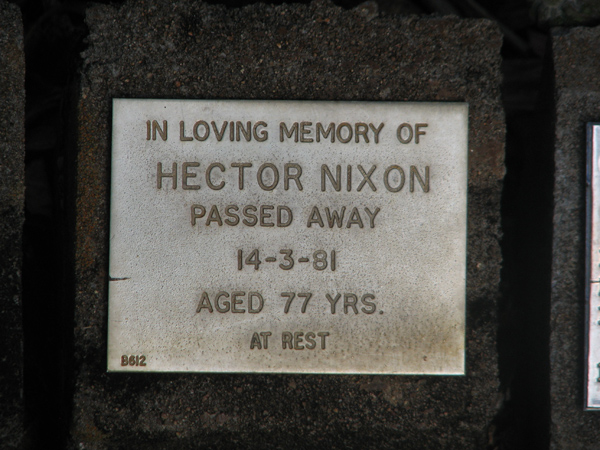 IN LOVING MEMORY OF
HECTOR NIXON
PASSED AWAY
14-3-81
AGED 77 YRS.
AT REST
B612